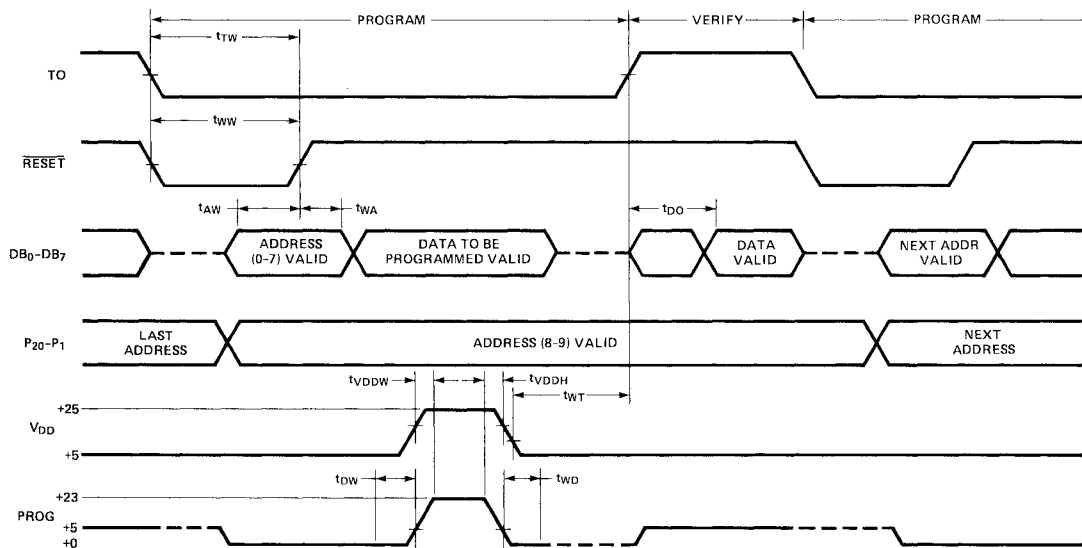 PROGRAM VERIFY PROGRAM
tTW
TO
tWW
RESET
tAW tWA tDO
DB0-DB7
ADDRESS
(0-7) VALID
DATA TO BE
PROGRAMMED VALID
DATA
VALID
NEXT ADDR
VALID
P20-P1
LAST
ADDRESS
ADDRESS (8-9) VALID
NEXT
ADDRESS
tVDDW tVDDH
tWT
+25
VDD
+5
tDW tWD
+23
PROG
+5
+0